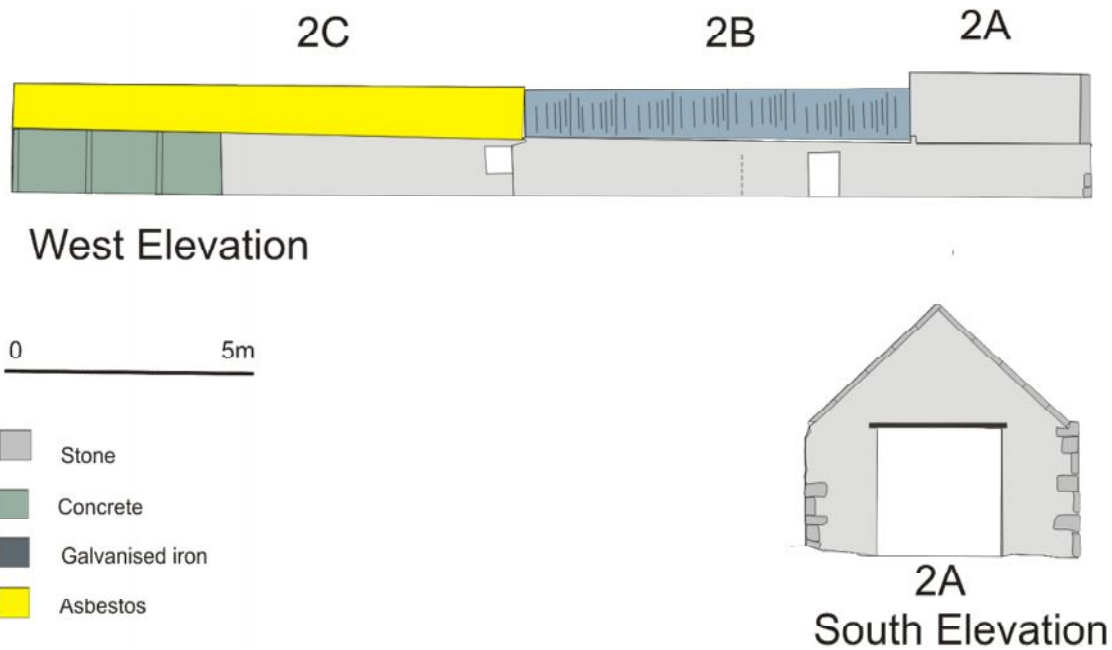 2C 2B 2A
West Elevation
0 5m
Stone
Concrete
Galvanised iron
Asbestos
2A
South Elevation